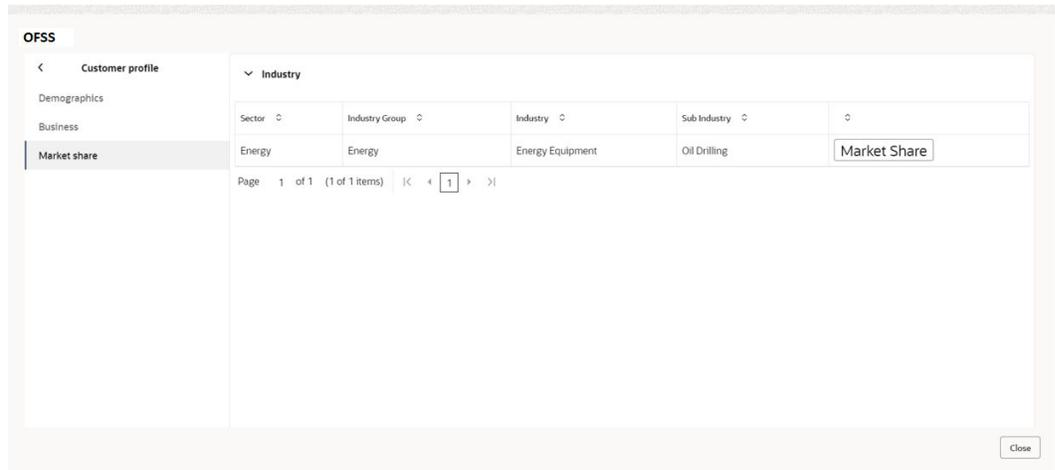 OFSS
Customer profile
Demographics
Business
Market share
Industry
Sector Industry Group Industry Sub Industry
Energy Energy Energy Equipment Oil Drilling Market Share
Page 1 of 1 (1 of 1 items) 1
Close